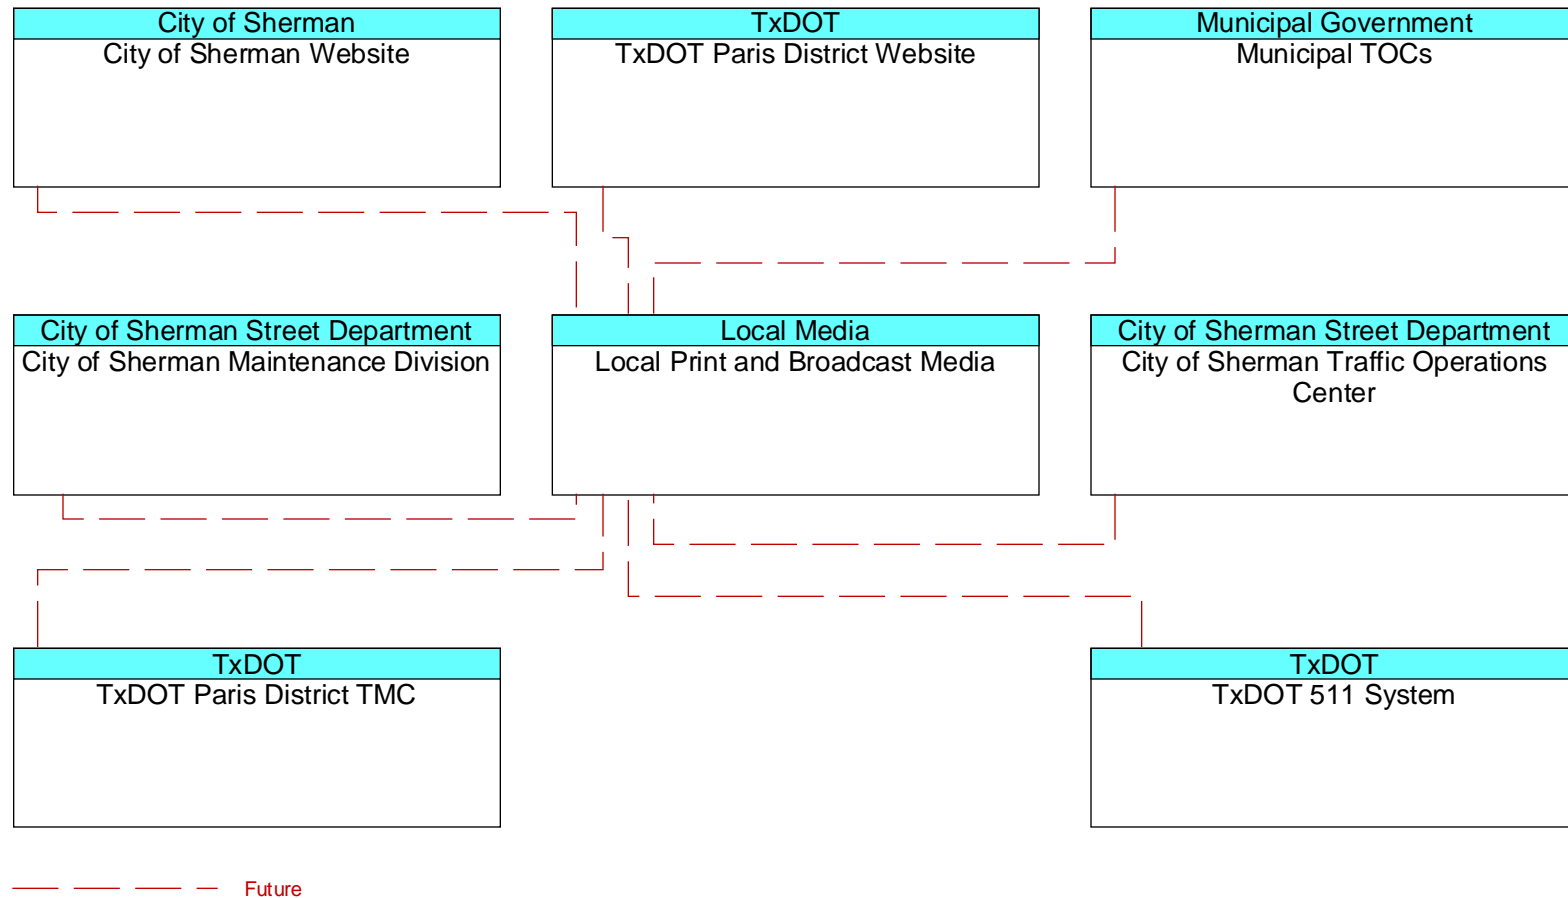 City of Sherman
City of Sherman Website
TxDOT
TxDOT Paris District Website
Municipal Government
Municipal TOCs
City of Sherman Street Department
City of Sherman Maintenance Division
Local Media
Local Print and Broadcast Media
City of Sherman Street Department
City of Sherman Traffic Operations
Center
TxDOT
TxDOT Paris District TMC
TxDOT
TxDOT 511 System
Future